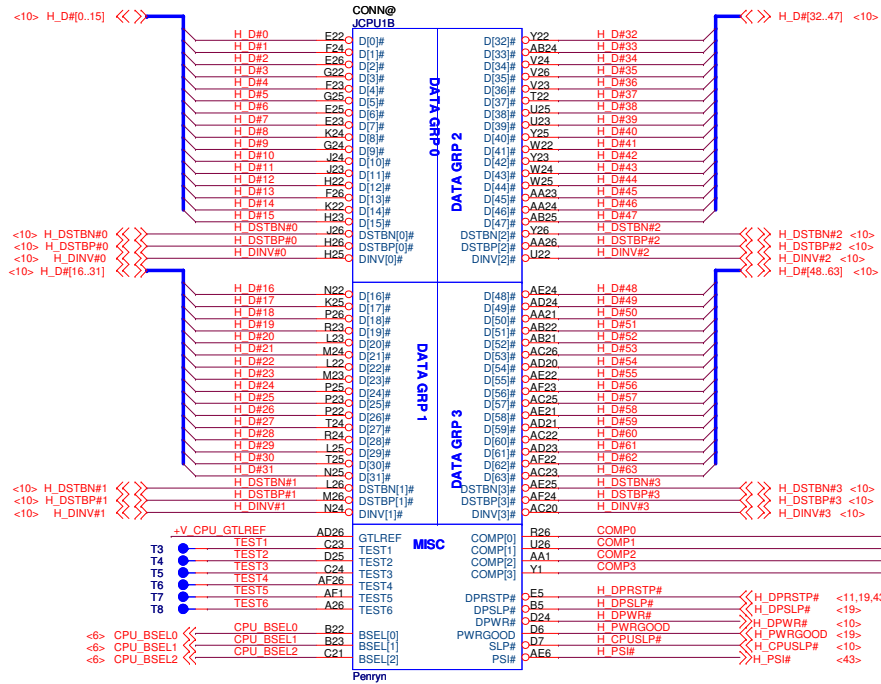 CONN@
JCPU1B
<10> H_D#[0..15]
H_D#[32..47] <10>
H_D#0 E22 D[0]# D[32]# Y22 H_D#32
H_D#1 F24 D[1]# D[33]# AB24 H_D#33
H_D#2 E26 D[2]# D[34]# V24 H_D#34
H_D#3 G22 D[3]# D[35]# V26 H_D#35
H_D#4 F23 D[4]# D[36]# V23 H_D#36
H_D#5 G25 D[5]# D[37]# T22 H_D#37
H_D#6 E25 D[6]# D[38]# U25 H_D#38
H_D#7 E23 D[7]# D[39]# U23 H_D#39
H_D#8 K24 D[8]# D[40]# Y25 H_D#40
H_D#9 G24 D[9]# D[41]# W22 H_D#41
H_D#10 J24 D[10]# D[42]# Y23 H_D#42
H_D#11 J23 D[11]# D[43]# W24 H_D#43
H_D#12 H22 D[12]# D[44]# W25 H_D#44
H_D#13 F26 D[13]# D[45]# AA23 H_D#45
H_D#14 K22 D[14]# D[46]# AA24 H_D#46
H_D#15 H23 D[15]# D[47]# AB25 H_D#47
<10> H_DSTBN#0 H_DSTBN#0 J26 DSTBN[0]# DSTBN[2]# Y26 H_DSTBN#2 H_DSTBN#2 <10>
<10> H_DSTBP#0 H_DSTBP#0 H26 DSTBP[0]# DSTBP[2]# AA26 H_DSTBP#2 H_DSTBP#2 <10>
<10> H_DINV#0 H_DINV#0 H25 DINV[0]# DINV[2]# U22 H_DINV#2 H_DINV#2 <10>
DATA GRP 0
DATA GRP 2
<10> H_D#[16..31]
H_D#[48..63] <10>
H_D#16 N22 D[16]# D[48]# AE24 H_D#48
H_D#17 K25 D[17]# D[49]# AD24 H_D#49
H_D#18 P26 D[18]# D[50]# AA21 H_D#50
H_D#19 R23 D[19]# D[51]# AB22 H_D#51
H_D#20 L23 D[20]# D[52]# AB21 H_D#52
H_D#21 M24 D[21]# D[53]# AC26 H_D#53
H_D#22 L22 D[22]# D[54]# AD20 H_D#54
H_D#23 M23 D[23]# D[55]# AE22 H_D#55
H_D#24 P25 D[24]# D[56]# AF23 H_D#56
H_D#25 P23 D[25]# D[57]# AC25 H_D#57
H_D#26 P22 D[26]# D[58]# AE21 H_D#58
H_D#27 T24 D[27]# D[59]# AD21 H_D#59
H_D#28 R24 D[28]# D[60]# AC22 H_D#60
H_D#29 L25 D[29]# D[61]# AD23 H_D#61
H_D#30 T25 D[30]# D[62]# AF22 H_D#62
H_D#31 N25 D[31]# D[63]# AC23 H_D#63
<10> H_DSTBN#1 H_DSTBN#1 L26 DSTBN[1]# DSTBN[3]# AE25 H_DSTBN#3 H_DSTBN#3 <10>
<10> H_DSTBP#1 H_DSTBP#1 M26 DSTBP[1]# DSTBP[3]# AF24 H_DSTBP#3 H_DSTBP#3 <10>
<10> H_DINV#1 H_DINV#1 N24 DINV[1]# DINV[3]# AC20 H_DINV#3 H_DINV#3 <10>
DATA GRP 1
DATA GRP 3
MISC
+V_CPU_GTLREF AD26 GTLREF COMP[0] R26 COMP0
T3 TEST1 C23 TEST1 COMP[1] U26 COMP1
T4 TEST2 D25 TEST2 COMP[2] AA1 COMP2
T5 TEST3 C24 TEST3 COMP[3] Y1 COMP3
T6 TEST4 AF26 TEST4
T7 TEST5 AF1 TEST5 DPRSTP# E5 H_DPRSTP# H_DPRSTP# <11,19,43
T8 TEST6 A26 TEST6 DPSLP# B5 H_DPSLP# H_DPSLP# <19>
DPWR# D24 H_DPWR# H_DPWR# <10>
<6> CPU_BSEL0 CPU_BSEL0 B22 BSEL[0] PWRGOOD D6 H_PWRGOOD H_PWRGOOD <19>
<6> CPU_BSEL1 CPU_BSEL1 B23 BSEL[1] SLP# D7 H_CPUSLP# H_CPUSLP# <10>
<6> CPU_BSEL2 CPU_BSEL2 C21 BSEL[2] PSI# AE6 H_PSI# H_PSI# <43>
Penryn